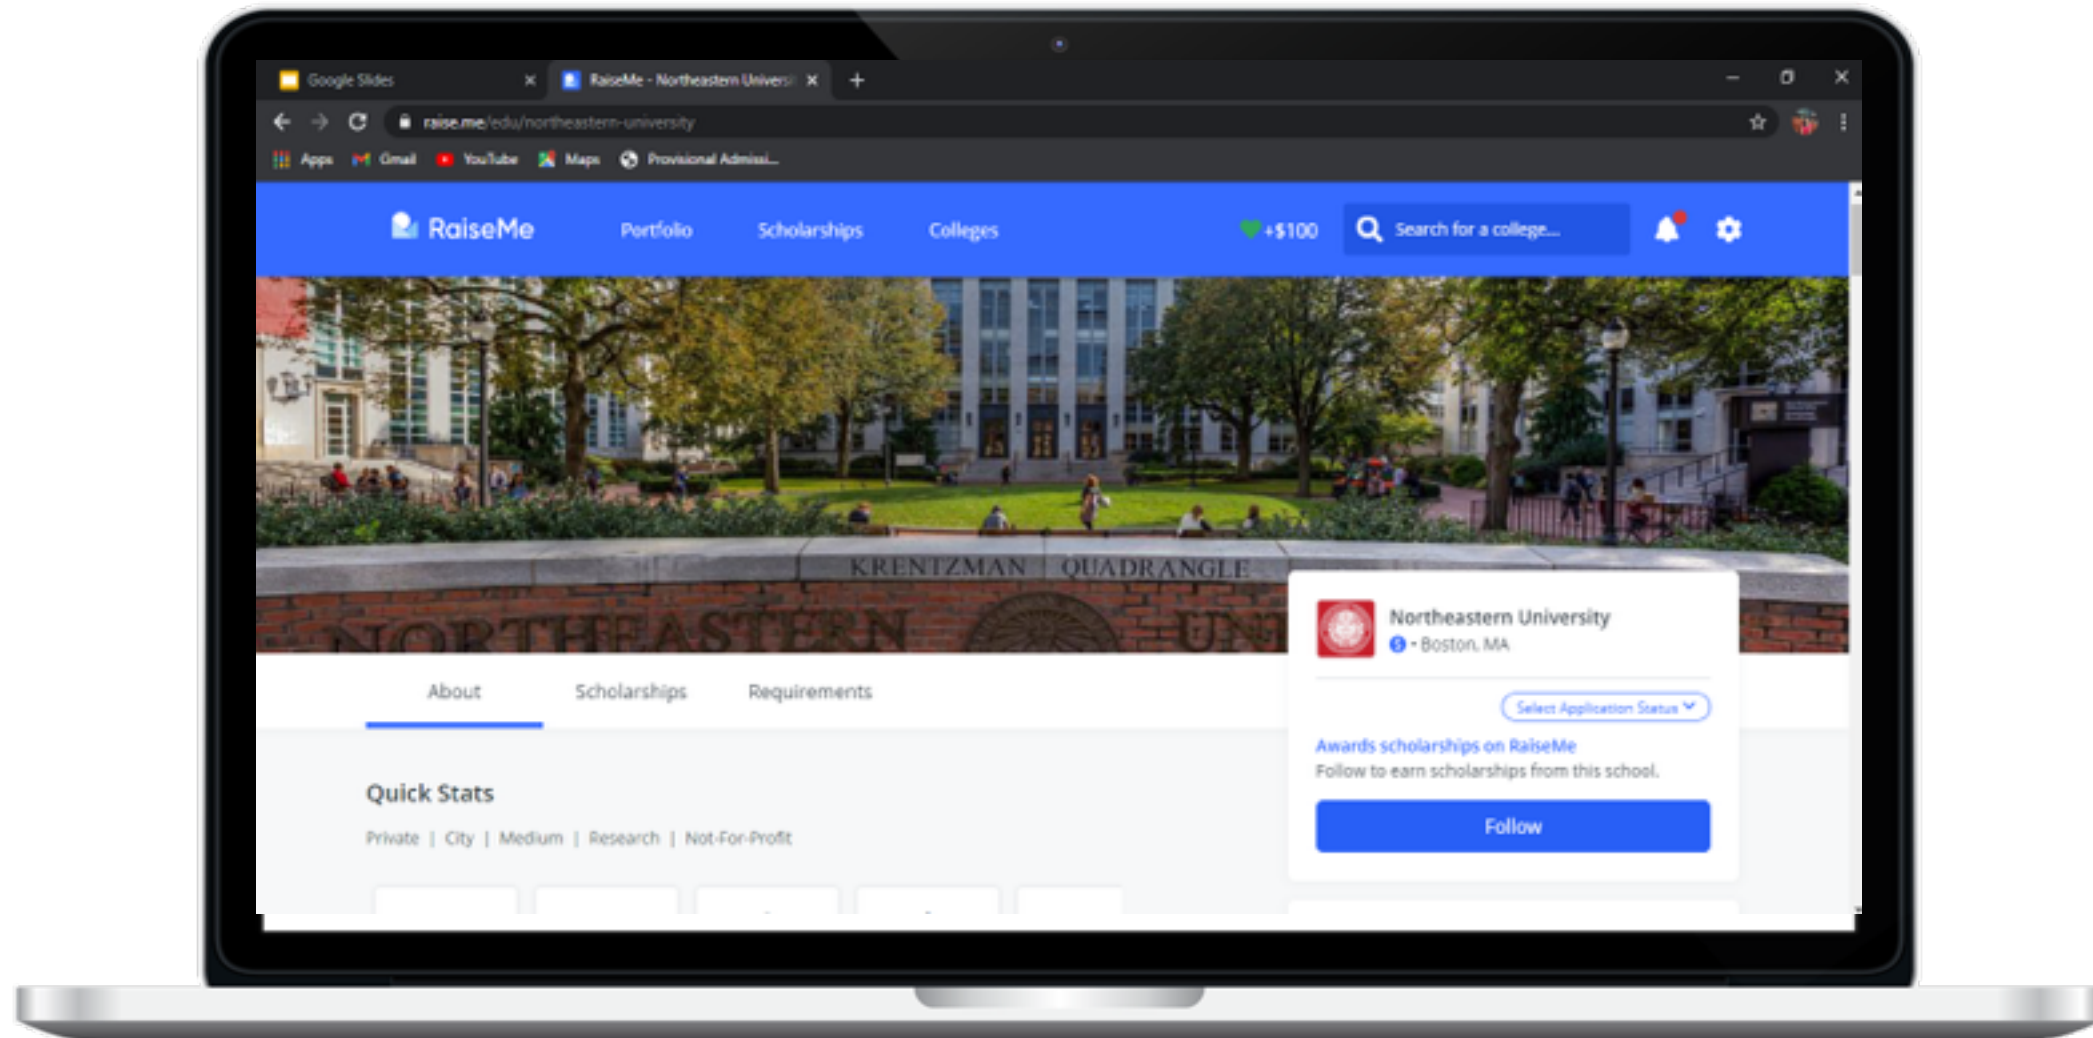 Google Slides
RaiseMe - Northeastern Universi
raise.me/edu/northeastern-university
Apps Gmail YouTube Maps Provisional Admissi...
RaiseMe Portfolio Scholarships Colleges +$100 Search for a college...
KRENTZMAN QUADRANGLE
NORTHEASTERN UNI
Northeastern University
- Boston, MA
About Scholarships Requirements
Select Application Status
Awards scholarships on RaiseMe
Follow to earn scholarships from this school.
Quick Stats
Follow
Private | City | Medium | Research | Not-For-Profit